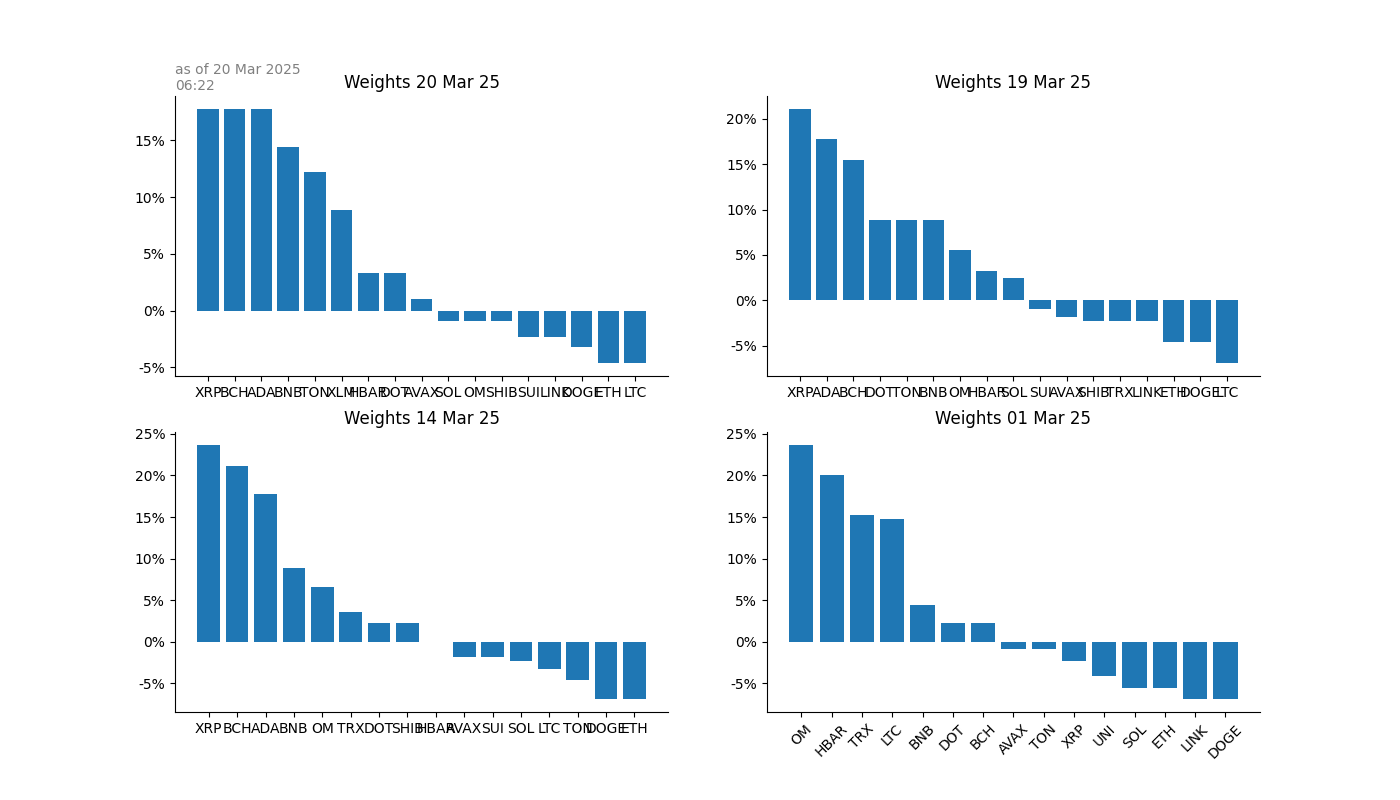 as of 20 Mar 2025
06:22
Weights 20 Mar 25
15%
10%
5%
0%
-5%
XRP BCH ADA BNB TON XLM HBAR DOT AVAX SOL OM SHIB SUI LINK DOGE ETH LTC
Weights 19 Mar 25
20%
15%
10%
5%
0%
-5%
XRP ADA BCH DOT TON BNB OM HBAR SOL SUI AVAX SHIB TRX LINK ETH DOGE LTC
Weights 14 Mar 25
25%
20%
15%
10%
5%
0%
-5%
XRP BCH ADA BNB OM TRX DOT SHIB HBAR AVAX SUI SOL LTC TON DOGE ETH
Weights 01 Mar 25
25%
20%
15%
10%
5%
0%
-5%
OM HBAR TRX LTC BNB DOT BCH AVAX TON XRP UNI SOL ETH LINK DOGE